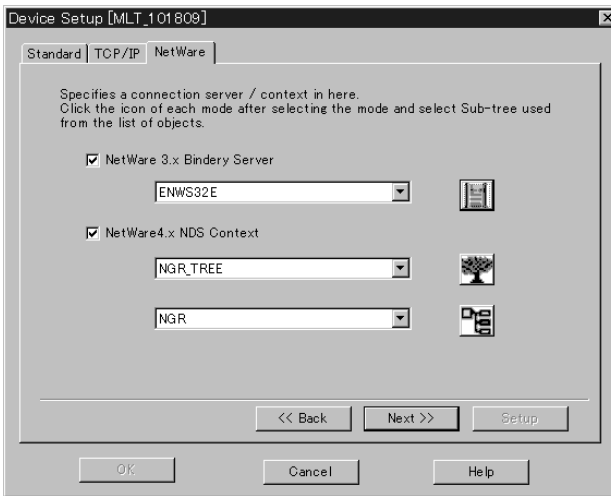 Device Setup [MLT_101809]
Standard TCP/IP NetWare
Specifies a connection server / context in here.
Click the icon of each mode after selecting the mode and select Sub-tree used
from the list of objects.
NetWare 3.x Bindery Server
ENWS32E
NetWare4.x NDS Context
NGR_TREE
NGR
<< Back Next >> Setup
OK Cancel Help